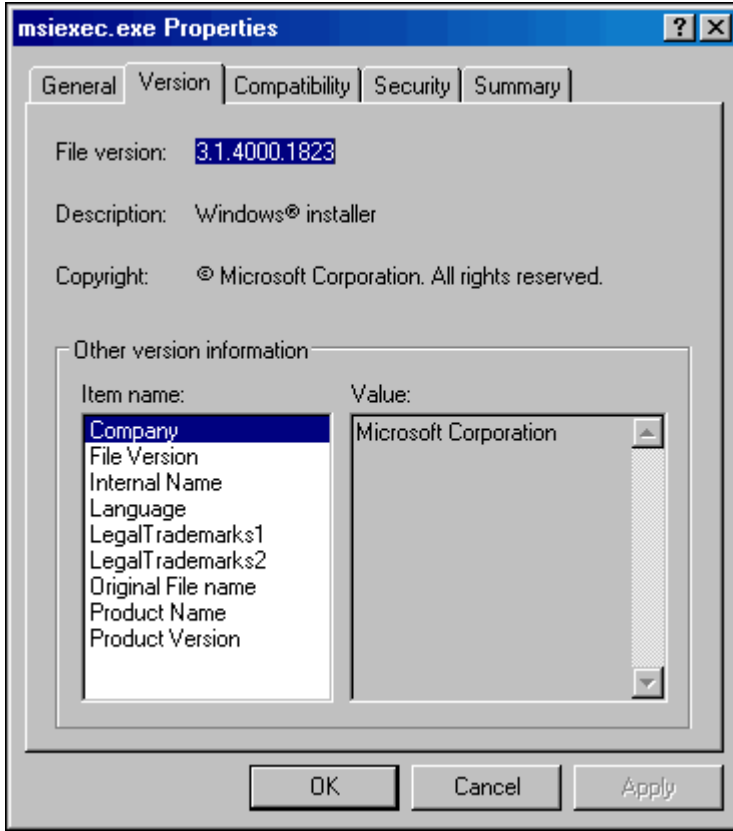 msiexec.exe Properties
General Version Compatibility Security Summary
File version: 3.1.4000.1823
Description: Windows® installer
Copyright: © Microsoft Corporation. All rights reserved.
Other version information
Item name: Value:
Company Microsoft Corporation
File Version
Internal Name
Language
LegalTrademarks1
LegalTrademarks2
Original File name
Product Name
Product Version
OK Cancel Apply